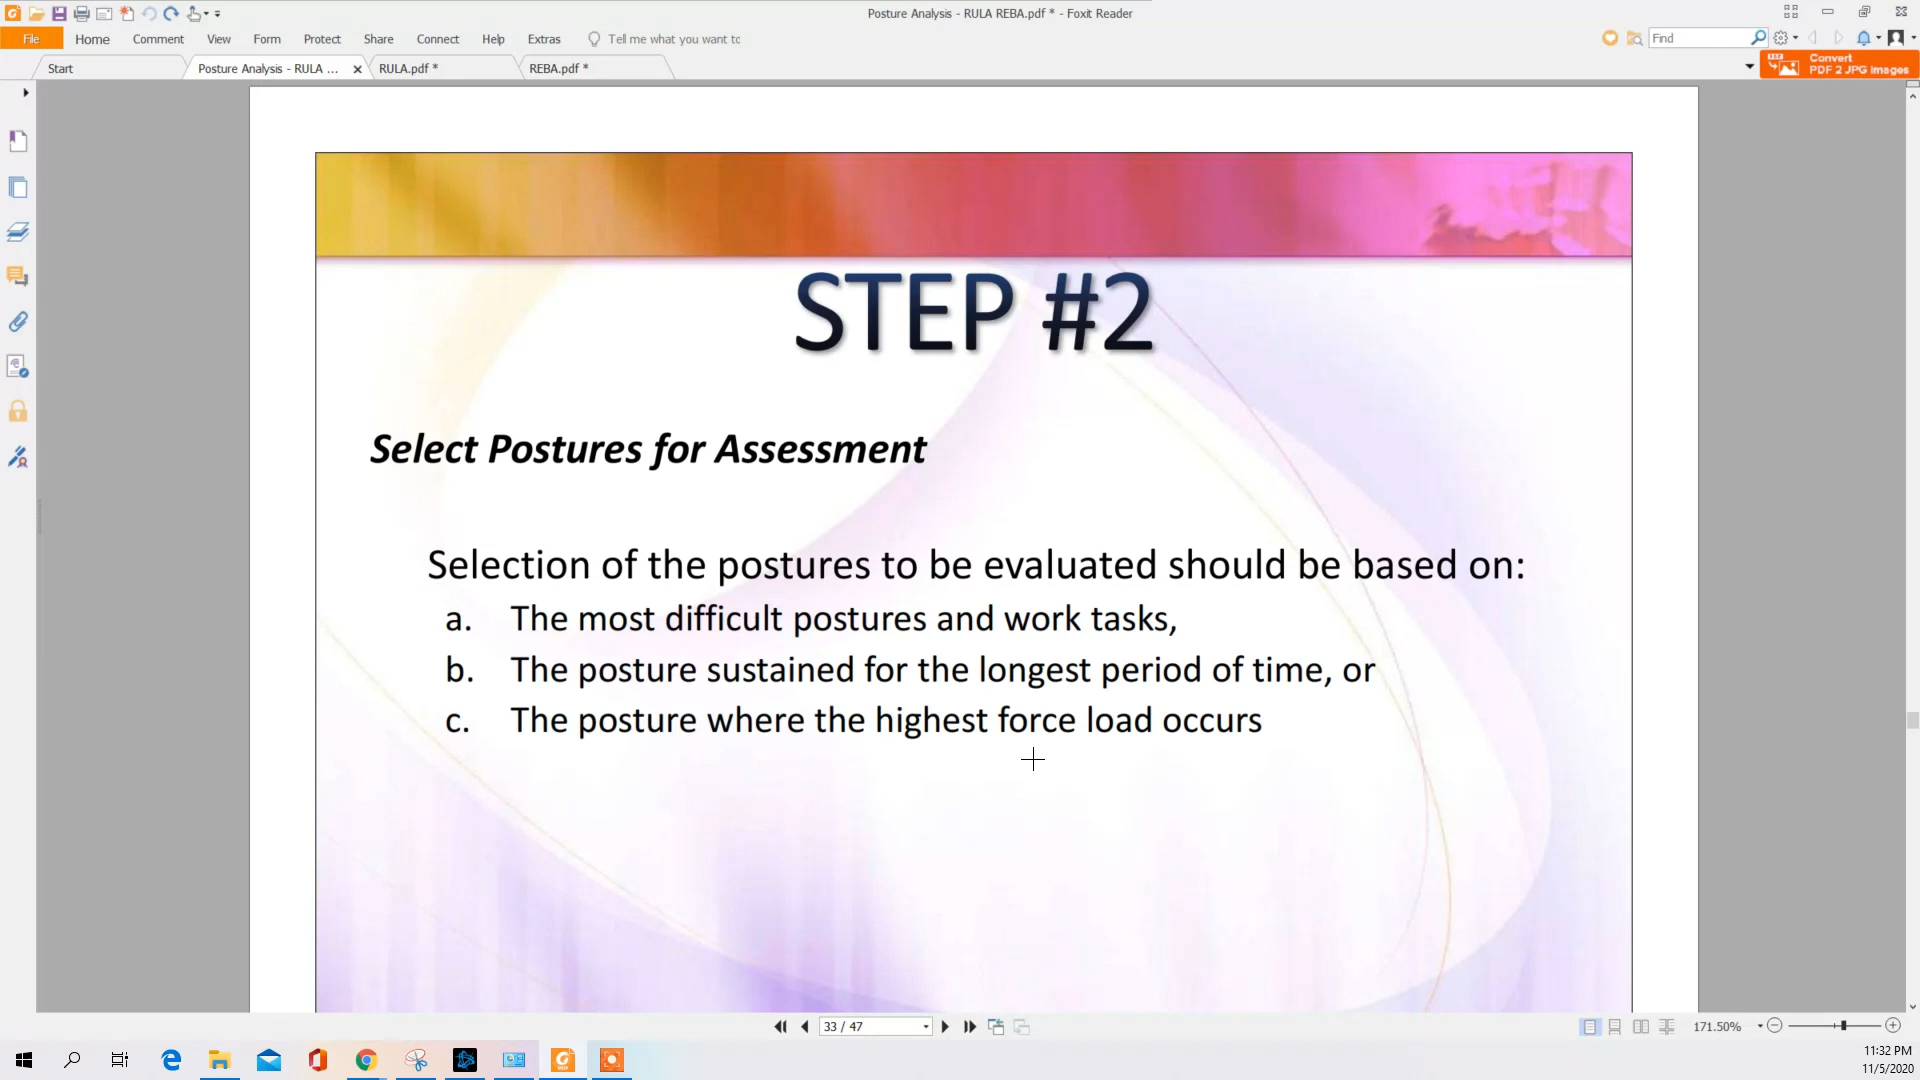 Posture Analysis - RULA REBA.pdf * - Foxit Reader
File Home Comment View Form Protect Share Connect Help Extras Tell me what you want to
Find
Start Posture Analysis - RULA ... RULA.pdf * REBA.pdf *
Convert
PDF 2 JPG Images
STEP #2
Select Postures for Assessment
Selection of the postures to be evaluated should be based on:
a. The most difficult postures and work tasks,
b. The posture sustained for the longest period of time, or
c. The posture where the highest force load occurs
33 / 47
171.50%
11:32 PM
11/5/2020